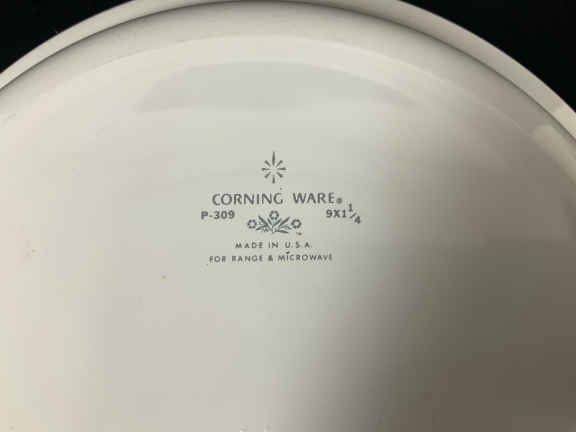 CORNING WARE®
P-309 9X1 1/4
MADE IN U.S.A.
FOR RANGE & MICROWAVE